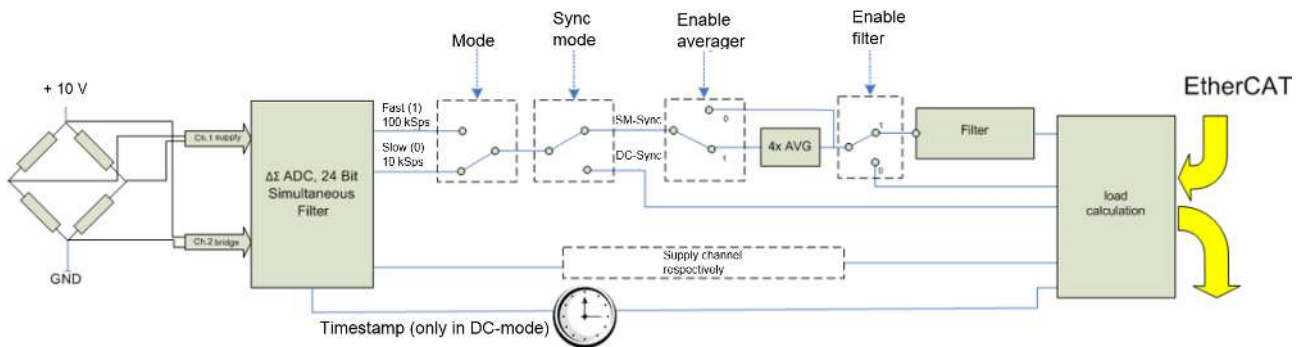 Mode
Sync
mode
Enable
averager
Enable
filter
+ 10 V
Ch.1 supply
Ch.2 bridge
GND
ΔΣ ADC, 24 Bit
Simultaneous
Filter
Fast (1)
100 kSps
Slow (0)
10 kSps
SM-Sync
DC-Sync
0
1
4x AVG
1
0
Filter
load
calculation
EtherCAT
Supply channel
respectively
Timestamp (only in DC-mode)